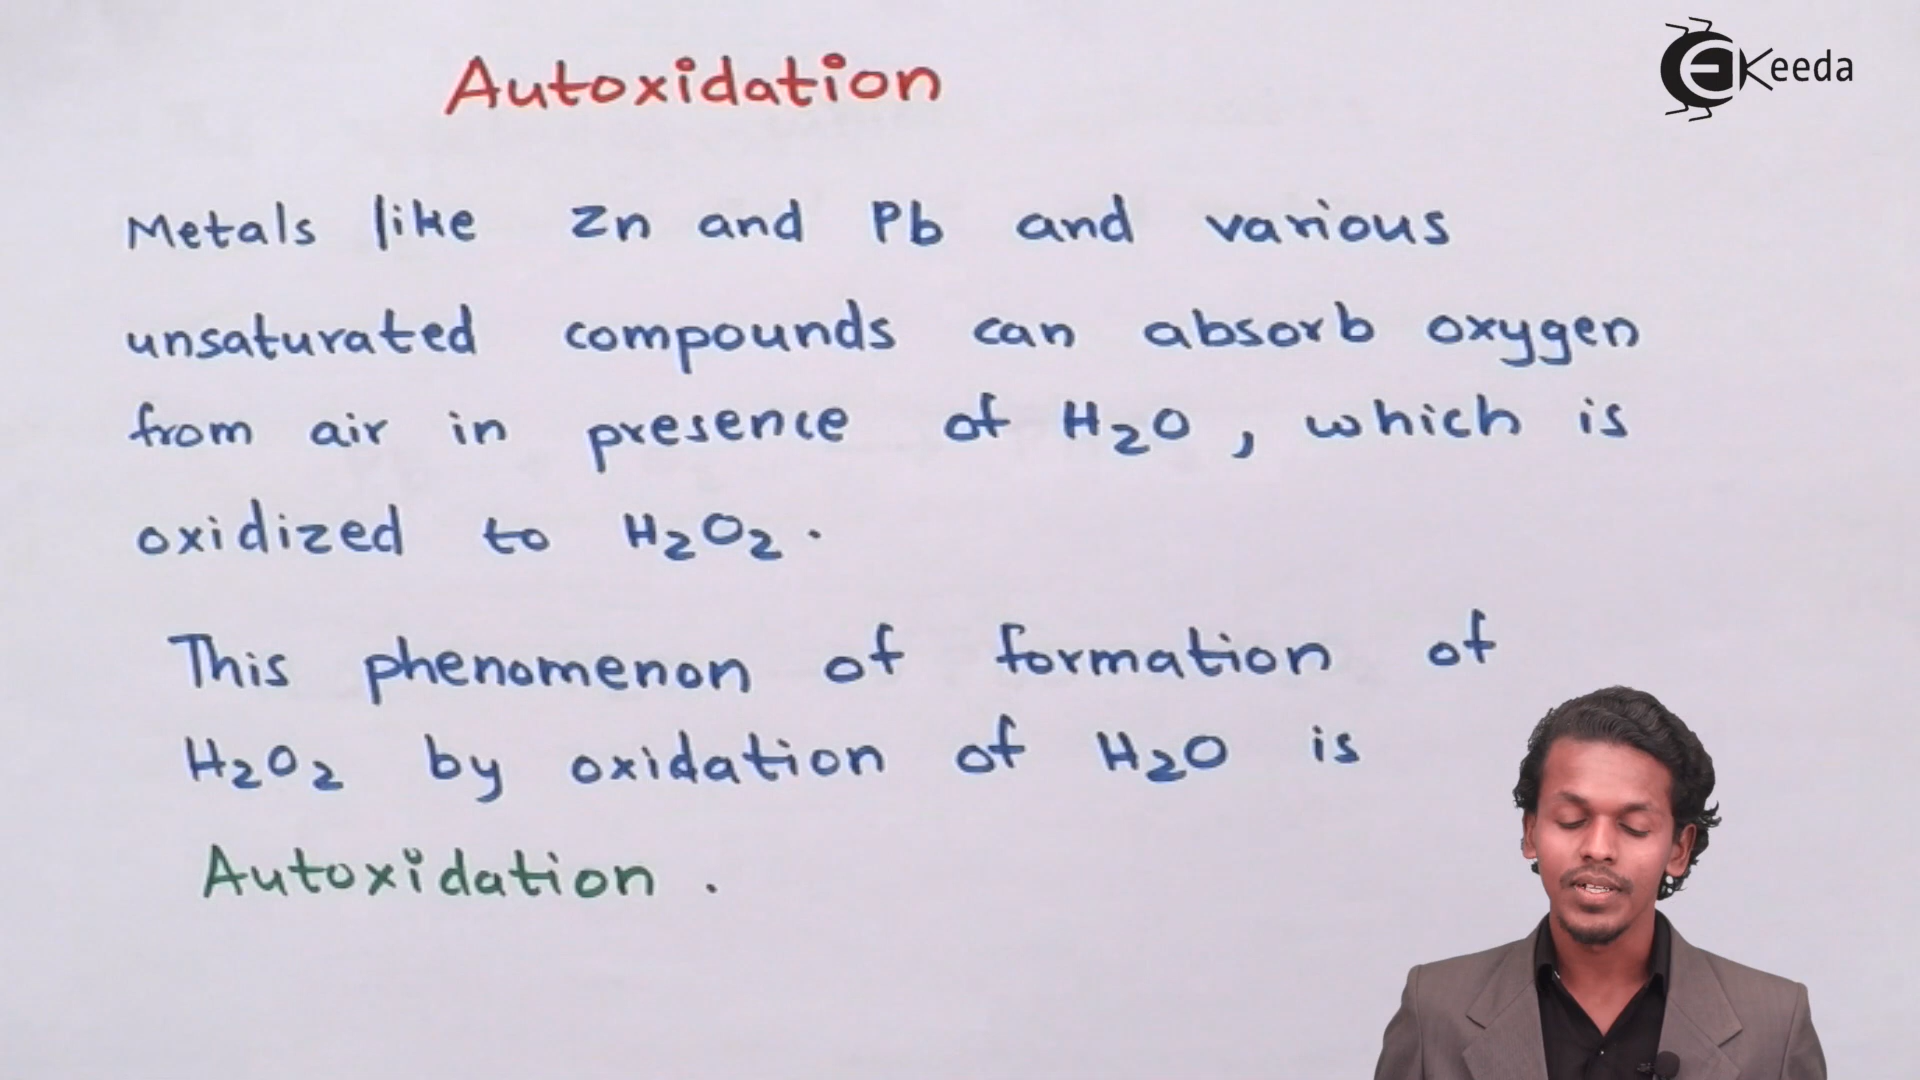 Autoxidation
EKeeda
Metals like Zn and Pb and various
unsaturated compounds can absorb oxygen
from air in presence of H2O, which is
oxidized to H2O2.
This phenomenon of formation of
H2O2 by oxidation of H2O is
Autoxidation.